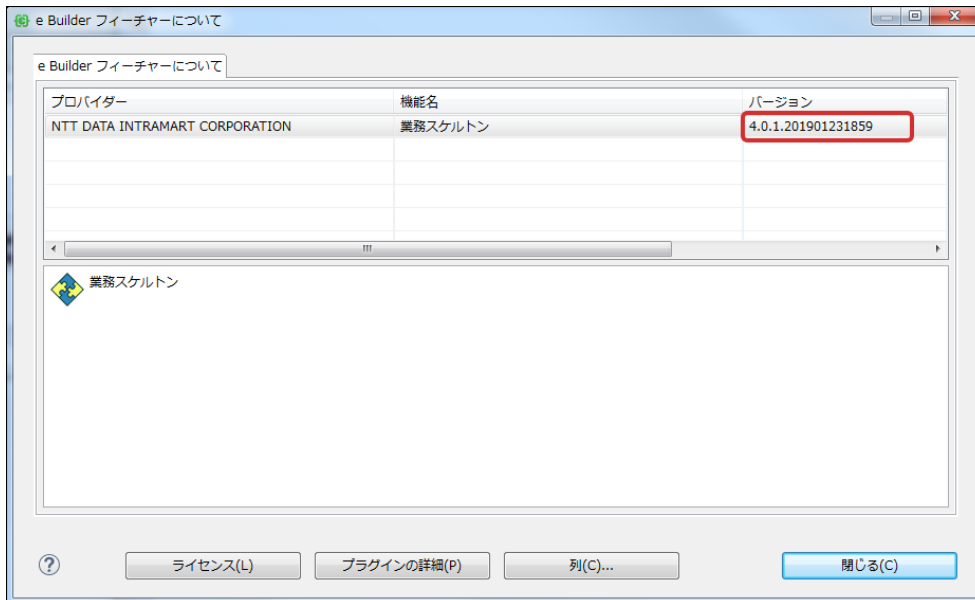 e Builder フィーチャーについて
e Builder フィーチャーについて
プロバイダー 機能名 バージョン
NTT DATA INTRAMART CORPORATION 業務スケルトン 4.0.1.201901231859
業務スケルトン
ライセンス(L) プラグインの詳細(P) 列(C)... 閉じる(C)